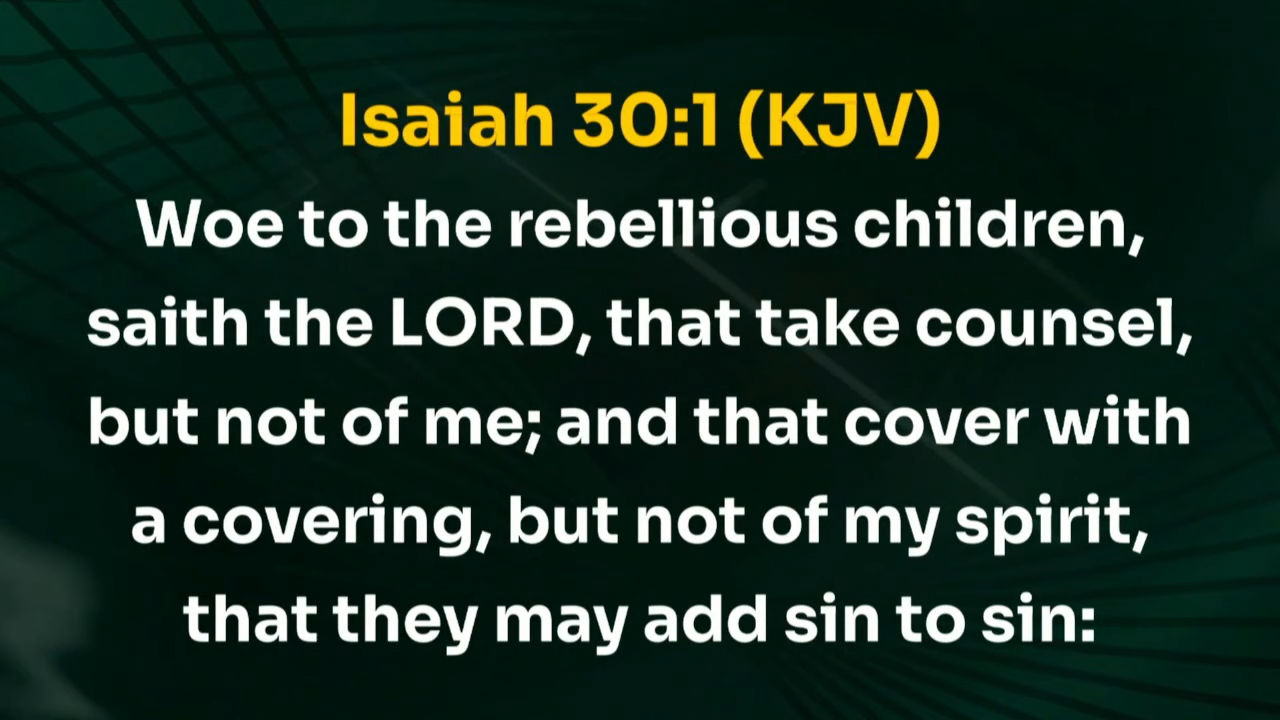 Isaiah 30:1 (KJV)
Woe to the rebellious children,
saith the LORD, that take counsel,
but not of me; and that cover with
a covering, but not of my spirit,
that they may add sin to sin: